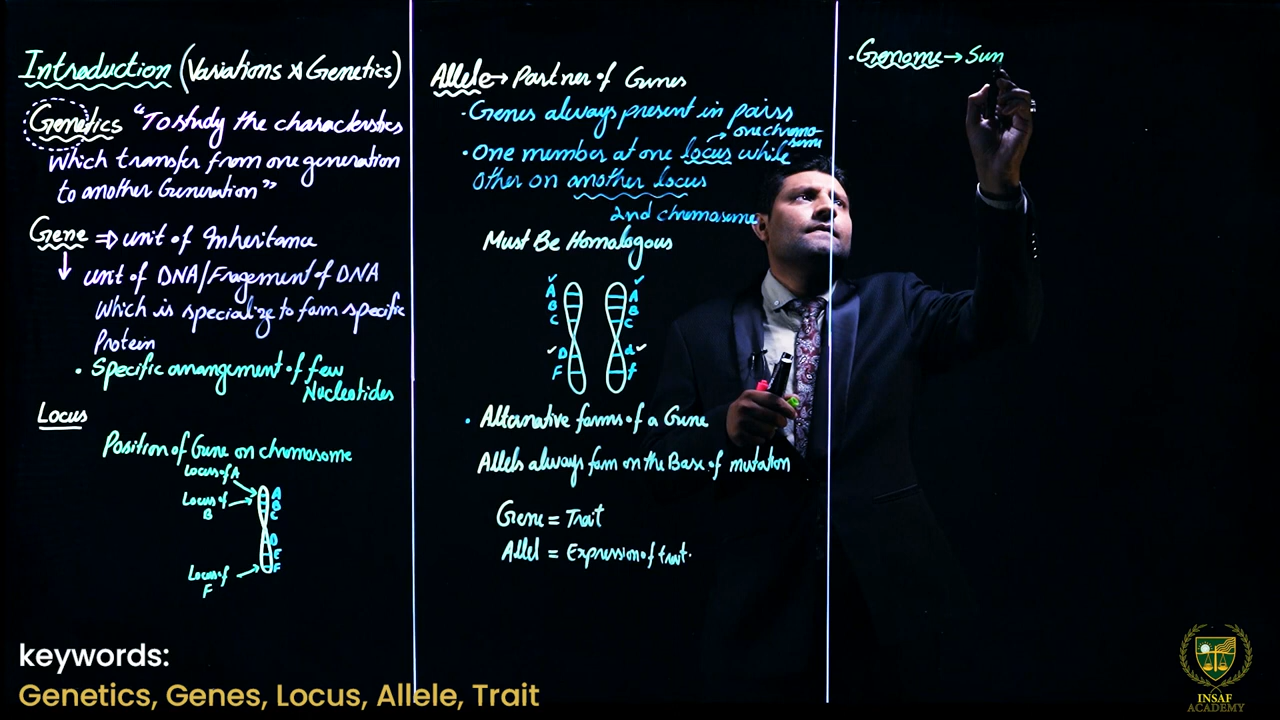 Introduction (Variations & Genetics)
Genetics "To study the characteristics
Which transfer from one generation
to another Generation"
Gene ⇒ unit of Inheritance
unit of DNA/Fragement of DNA
Which is specialize to form specific
Protein
• Specific arrangement of few
Nucleotides
Locus
Position of Gene on chromosome
Locus of A
Locus of
B
A
B
C
D
E
F
Locus of
F
Allele → Partner of Genes
• Genes always present in pairs
→ one chromo-
some
• One member at one locus while
Other on another locus
2nd chromosome
Must Be Homologous
A
B
C
D
F
A
B
C
d
f
• Alternative forms of a Gene
Allels always form on the Base of mutation
Gene = Trait
Allel = Expression of trait.
• Genome → Sum
keywords:
Genetics, Genes, Locus, Allele, Trait
INSAF
ACADEMY